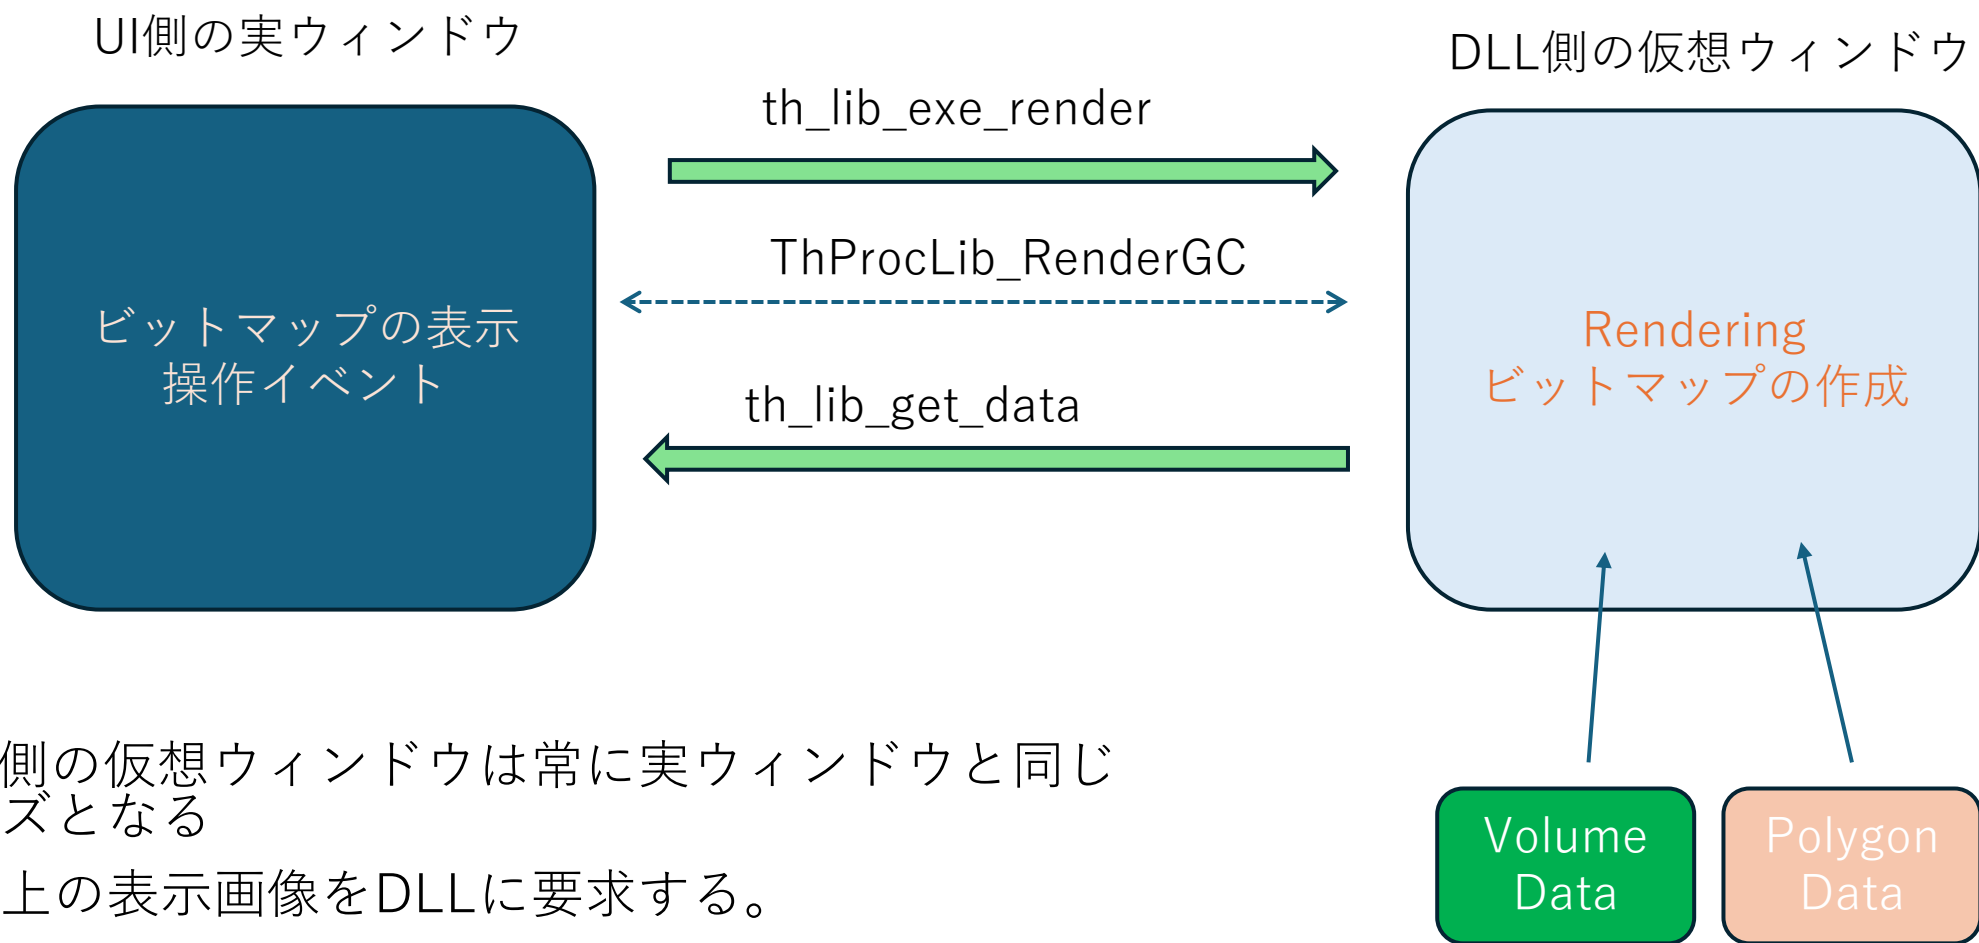 UI側の実ウィンドウ
DLL側の仮想ウィンドウ
th_lib_exe_render
ThProcLib_RenderGC
ビットマップの表示
操作イベント
Rendering
ビットマップの作成
th_lib_get_data
側の仮想ウィンドウは常に実ウィンドウと同じ
ズとなる
上の表示画像をDLLに要求する。
Volume
Data
Polygon
Data